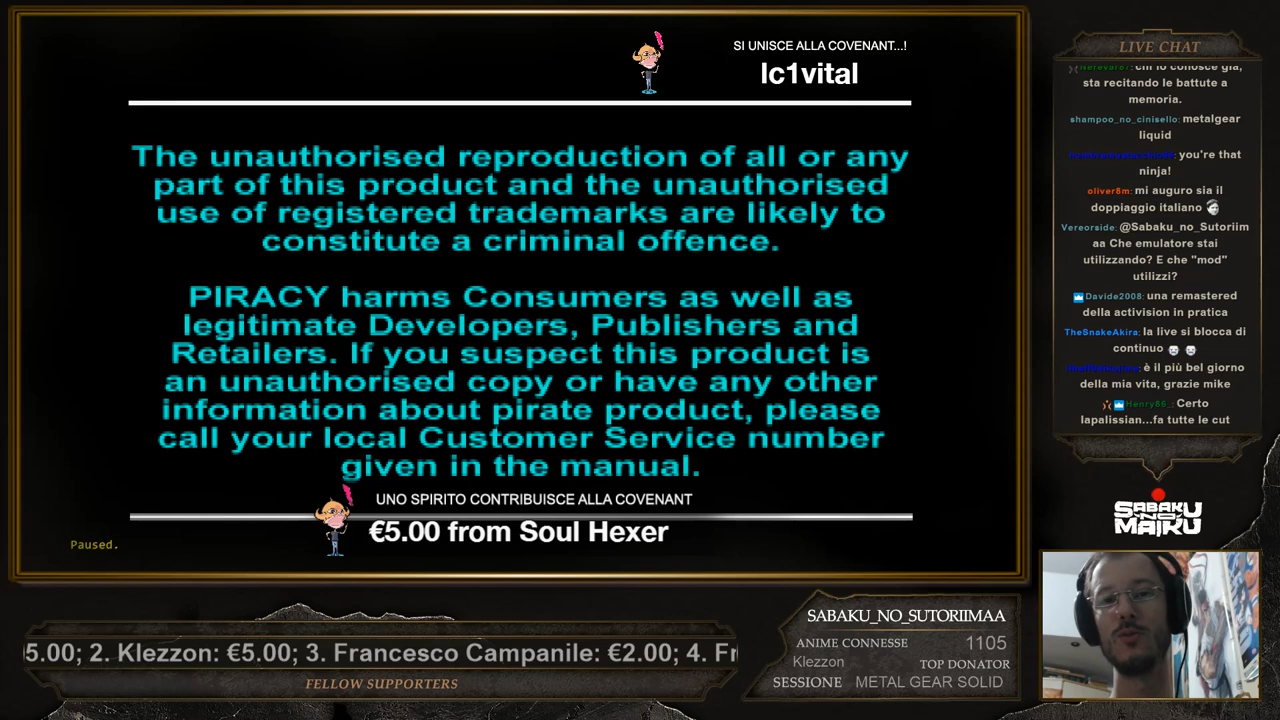 SI UNISCE ALLA COVENANT...!
lc1vital
The unauthorised reproduction of all or any
part of this product and the unauthorised
use of registered trademarks are likely to
constitute a criminal offence.
PIRACY harms Consumers as well as
legitimate Developers, Publishers and
Retailers. If you suspect this product is
an unauthorised copy or have any other
information about pirate product, please
call your local Customer Service number
given in the manual.
UNO SPIRITO CONTRIBUISCE ALLA COVENANT
€5.00 from Soul Hexer
Paused.
LIVE CHAT
chi lo conosce già,
sta recitando le battute a
memoria.
shampoo_no_cinisello: metalgear
liquid
you're that
ninja!
oliver8m: mi auguro sia il
doppiaggio italiano
Vereorside: @Sabaku_no_Sutoriim
aa Che emulatore stai
utilizzando? E che "mod"
utilizzi?
Davide2008: una remastered
della activision in pratica
TheSnakeAkira: la live si blocca di
continuo
è il più bel giorno
della mia vita, grazie mike
Henry86_: Certo
lapalissian...fa tutte le cut
SABAKU
NO
MAIKU
5.00; 2. Klezzon: €5.00; 3. Francesco Campanile: €2.00; 4. Fr
FELLOW SUPPORTERS
SABAKU_NO_SUTORIIMAA
ANIME CONNESSE 1105
Klezzon TOP DONATOR
SESSIONE METAL GEAR SOLID